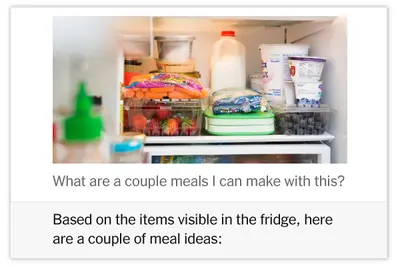 What are a couple meals I can make with this?
Based on the items visible in the fridge, here
are a couple of meal ideas: